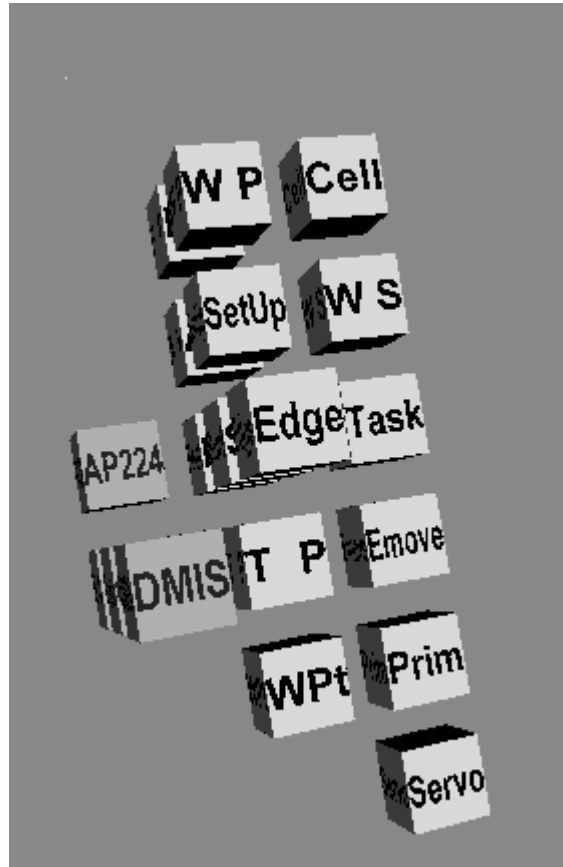 W P Cell
SetUp W S
AP224 Edge Task
DMIS T P Emove
WPt Prim
Servo